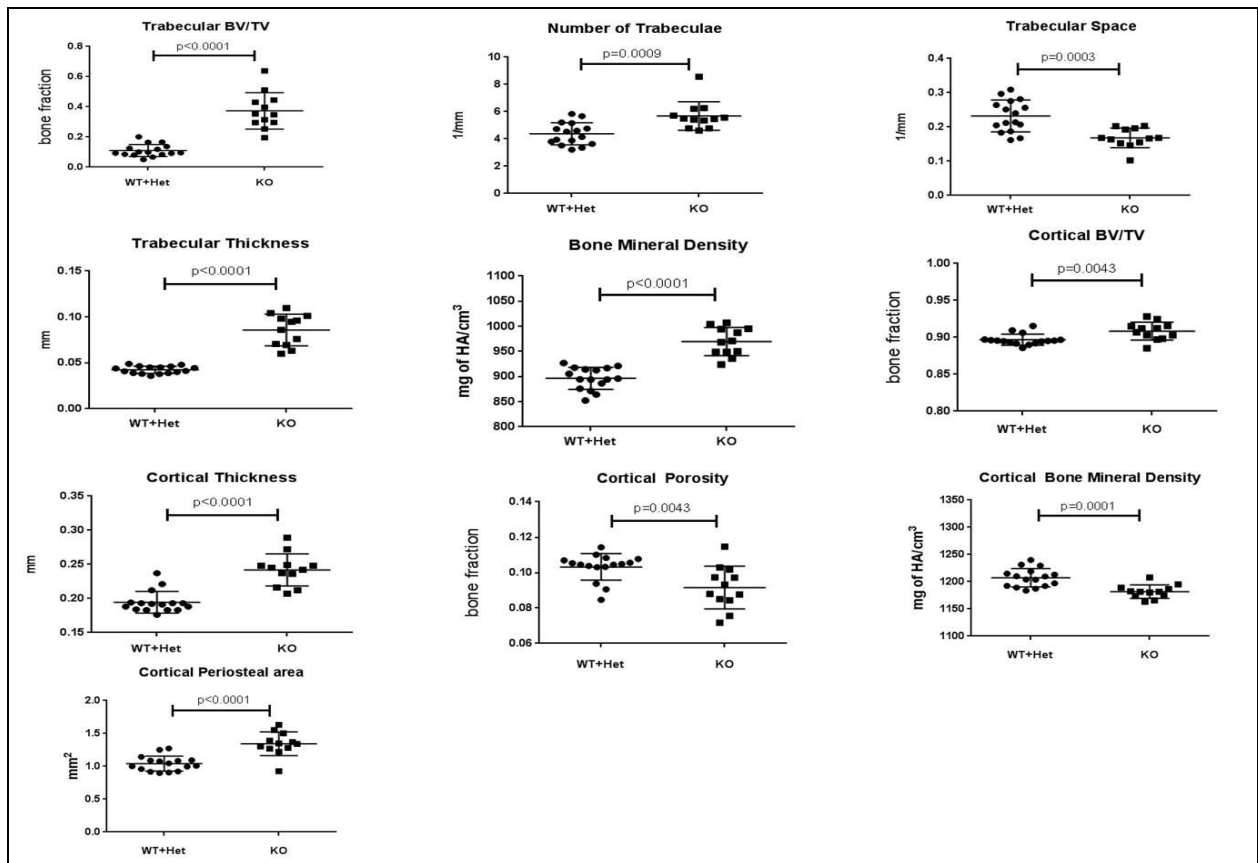 Trabecular BV/TV
p<0.0001
bone fraction
0.8
0.6
0.4
0.2
0.0
WT+Het KO
Number of Trabeculae
p=0.0009
1/mm
10
8
6
4
2
0
WT+Het KO
Trabecular Space
p=0.0003
1/mm
0.4
0.3
0.2
0.1
0.0
WT+Het KO
Trabecular Thickness
p<0.0001
mm
0.15
0.10
0.05
0.00
WT+Het KO
Bone Mineral Density
p<0.0001
mg of HA/cm³
1100
1050
1000
950
900
850
800
WT+Het KO
Cortical BV/TV
p=0.0043
bone fraction
1.00
0.95
0.90
0.85
0.80
WT+Het KO
Cortical Thickness
p<0.0001
mm
0.35
0.30
0.25
0.20
0.15
WT+Het KO
Cortical Porosity
p=0.0043
bone fraction
0.14
0.12
0.10
0.08
0.06
WT+Het KO
Cortical Bone Mineral Density
p=0.0001
mg of HA/cm³
1350
1300
1250
1200
1150
1100
WT+Het KO
Cortical Periosteal area
p<0.0001
mm²
2.0
1.5
1.0
0.5
0.0
WT+Het KO